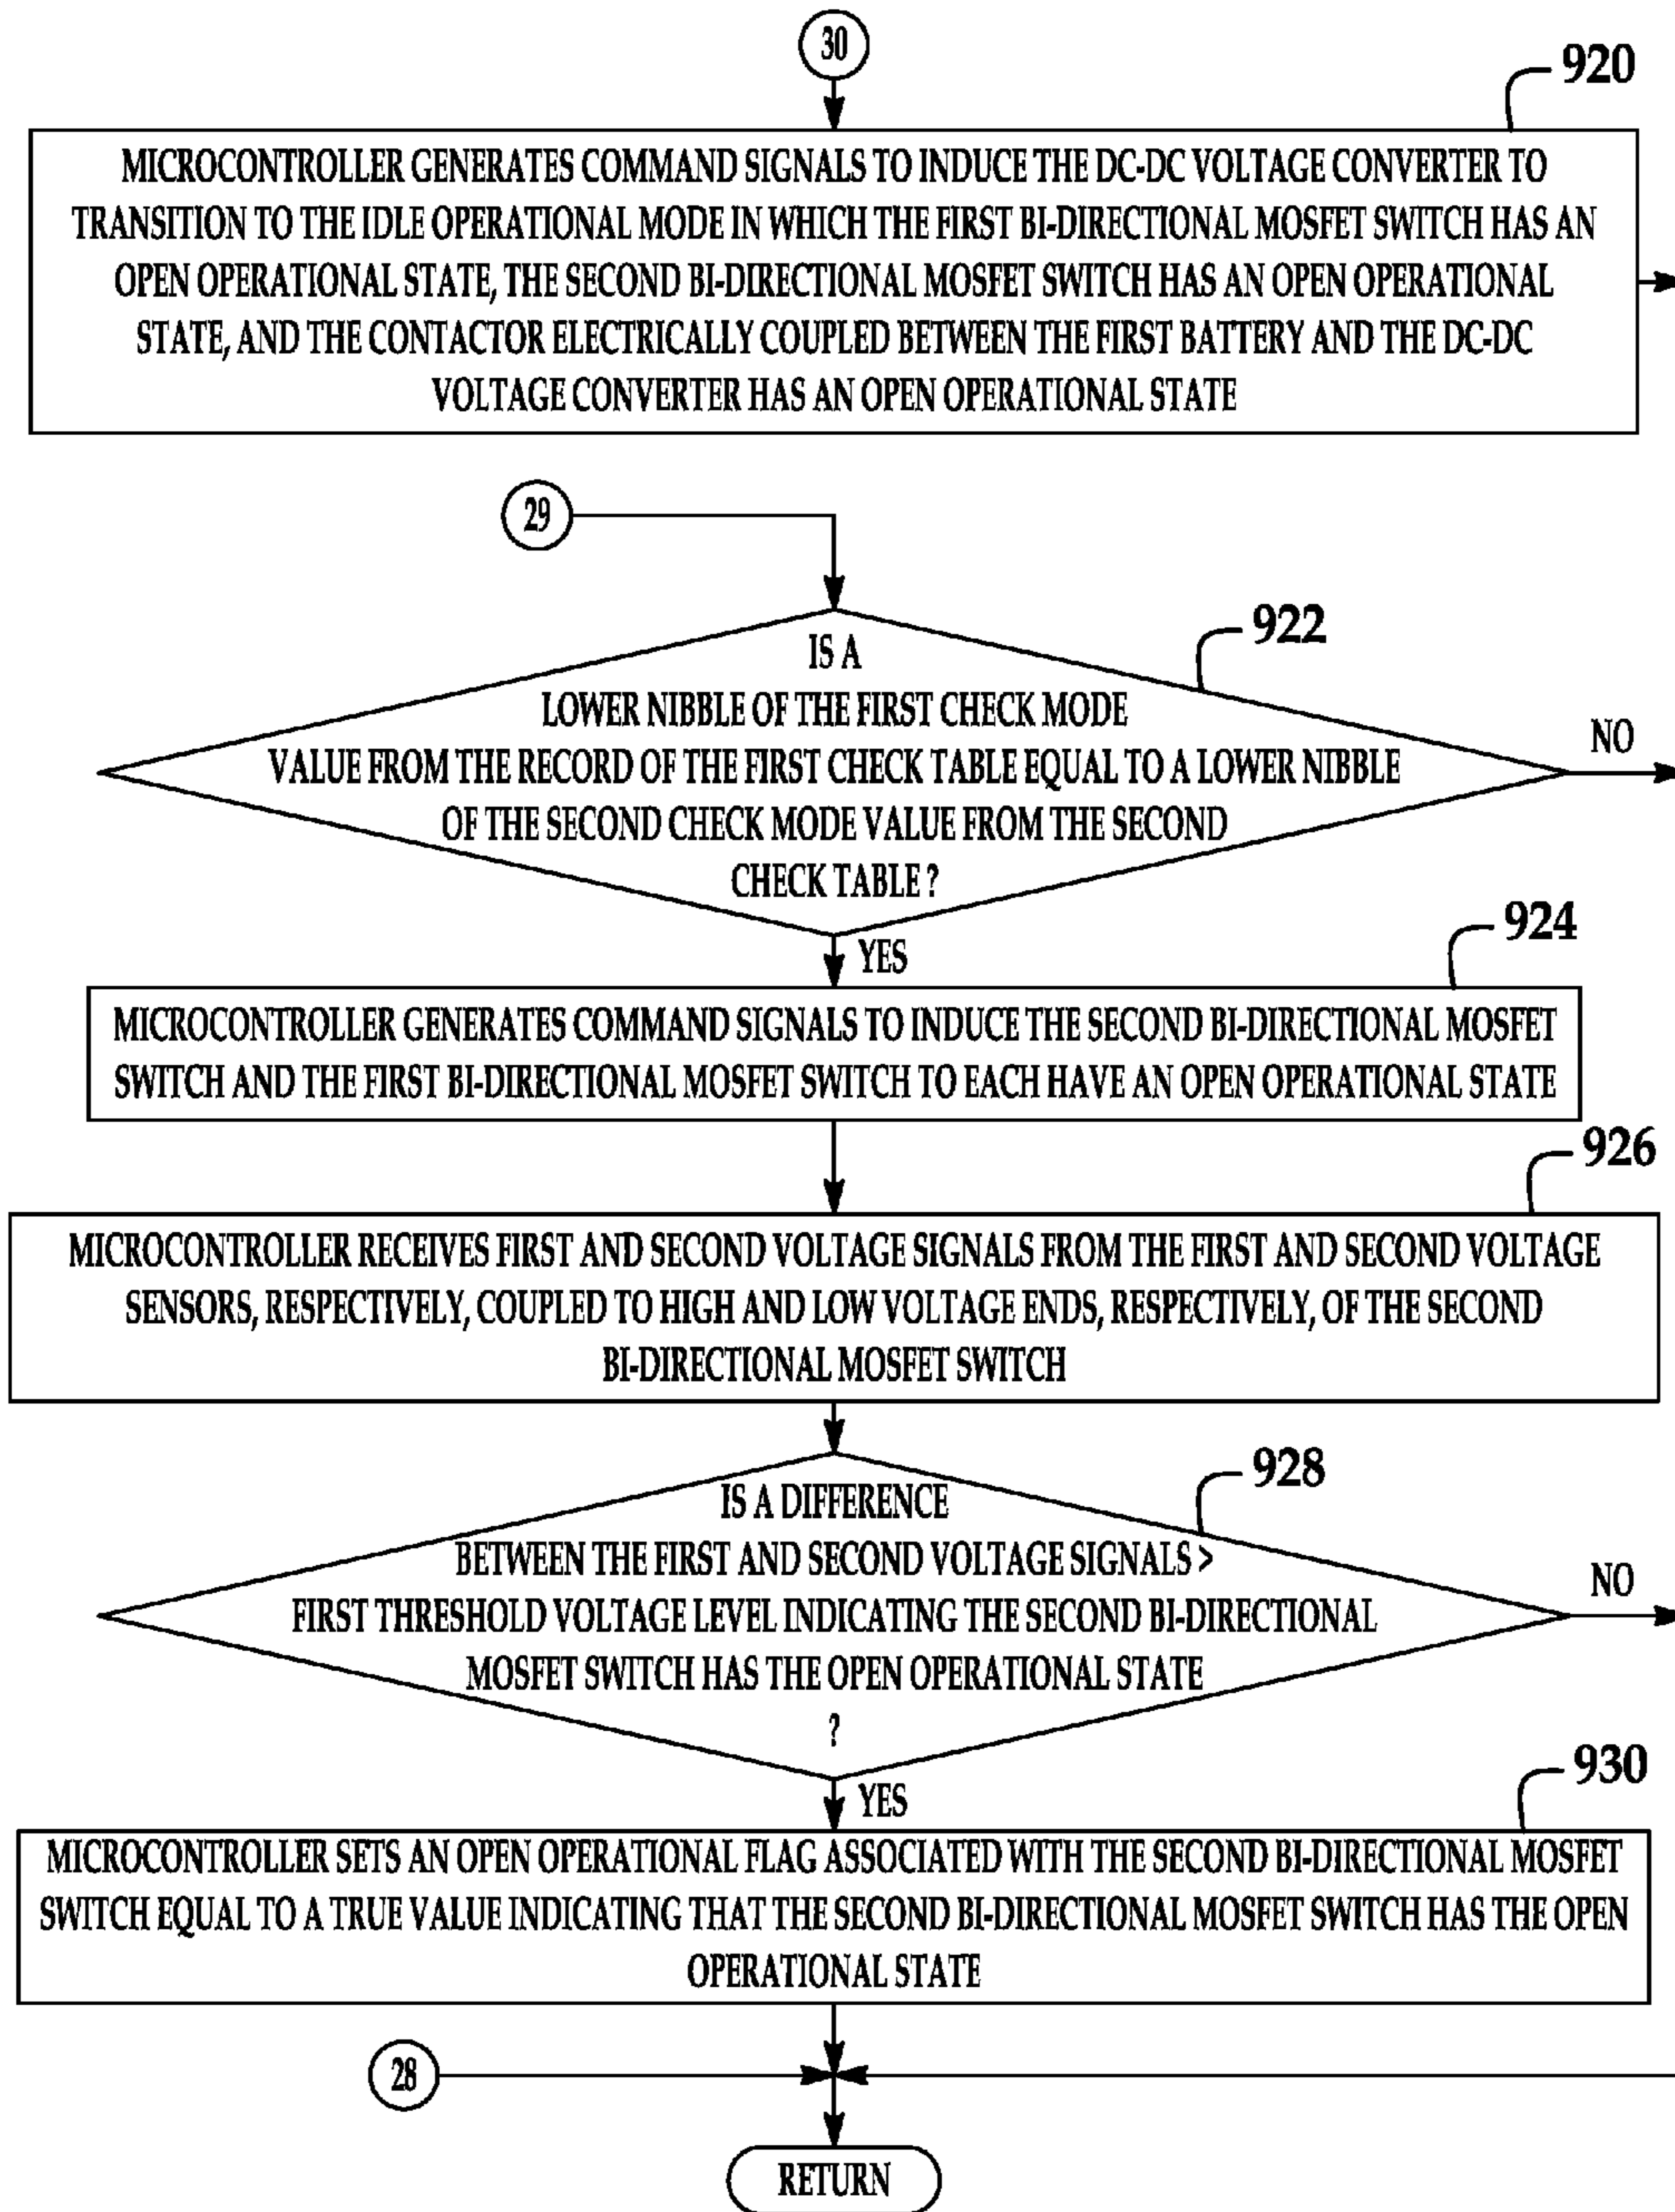 30
920
MICROCONTROLLER GENERATES COMMAND SIGNALS TO INDUCE THE DC-DC VOLTAGE CONVERTER TO
TRANSITION TO THE IDLE OPERATIONAL MODE IN WHICH THE FIRST BI-DIRECTIONAL MOSFET SWITCH HAS AN
OPEN OPERATIONAL STATE, THE SECOND BI-DIRECTIONAL MOSFET SWITCH HAS AN OPEN OPERATIONAL
STATE, AND THE CONTACTOR ELECTRICALLY COUPLED BETWEEN THE FIRST BATTERY AND THE DC-DC
VOLTAGE CONVERTER HAS AN OPEN OPERATIONAL STATE
29
922
IS A
LOWER NIBBLE OF THE FIRST CHECK MODE
VALUE FROM THE RECORD OF THE FIRST CHECK TABLE EQUAL TO A LOWER NIBBLE
OF THE SECOND CHECK MODE VALUE FROM THE SECOND
CHECK TABLE ?
NO
YES
924
MICROCONTROLLER GENERATES COMMAND SIGNALS TO INDUCE THE SECOND BI-DIRECTIONAL MOSFET
SWITCH AND THE FIRST BI-DIRECTIONAL MOSFET SWITCH TO EACH HAVE AN OPEN OPERATIONAL STATE
926
MICROCONTROLLER RECEIVES FIRST AND SECOND VOLTAGE SIGNALS FROM THE FIRST AND SECOND VOLTAGE
SENSORS, RESPECTIVELY, COUPLED TO HIGH AND LOW VOLTAGE ENDS, RESPECTIVELY, OF THE SECOND
BI-DIRECTIONAL MOSFET SWITCH
928
IS A DIFFERENCE
BETWEEN THE FIRST AND SECOND VOLTAGE SIGNALS >
FIRST THRESHOLD VOLTAGE LEVEL INDICATING THE SECOND BI-DIRECTIONAL
MOSFET SWITCH HAS THE OPEN OPERATIONAL STATE
?
NO
YES
930
MICROCONTROLLER SETS AN OPEN OPERATIONAL FLAG ASSOCIATED WITH THE SECOND BI-DIRECTIONAL MOSFET
SWITCH EQUAL TO A TRUE VALUE INDICATING THAT THE SECOND BI-DIRECTIONAL MOSFET SWITCH HAS THE OPEN
OPERATIONAL STATE
28
RETURN